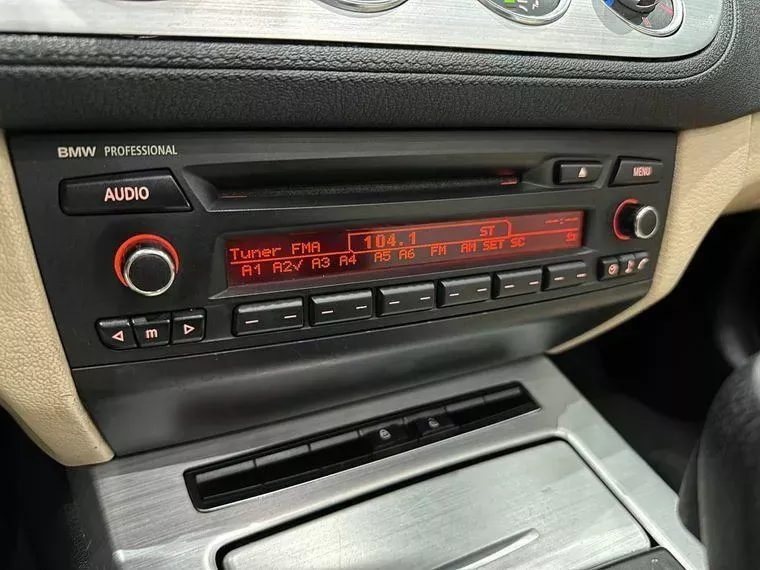 BMW PROFESSIONAL
AUDIO
MENU
Tuner FMA 104.1 ST
A1 A2√ A3 A4 A5 A6 FM AM SET SC
m